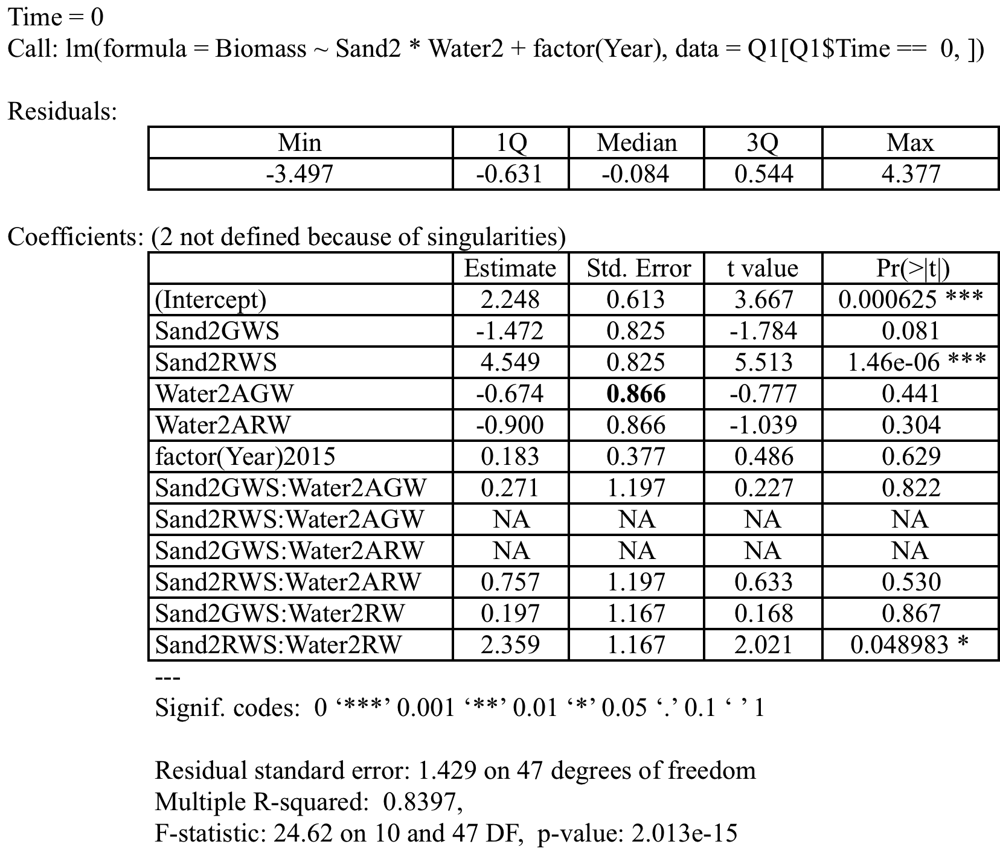 Time = 0
Call: lm(formula = Biomass ~ Sand2 * Water2 + factor(Year), data = Q1[Q1$Time ==  0, ])
Residuals:
Min 1Q Median 3Q Max
-3.497 -0.631 -0.084 0.544 4.377
Coefficients: (2 not defined because of singularities)
Estimate Std. Error t value Pr(>|t|)
(Intercept) 2.248 0.613 3.667 0.000625 ***
Sand2GWS -1.472 0.825 -1.784 0.081
Sand2RWS 4.549 0.825 5.513 1.46e-06 ***
Water2AGW -0.674 0.866 -0.777 0.441
Water2ARW -0.900 0.866 -1.039 0.304
factor(Year)2015 0.183 0.377 0.486 0.629
Sand2GWS:Water2AGW 0.271 1.197 0.227 0.822
Sand2RWS:Water2AGW NA NA NA NA
Sand2GWS:Water2ARW NA NA NA NA
Sand2RWS:Water2ARW 0.757 1.197 0.633 0.530
Sand2GWS:Water2RW 0.197 1.167 0.168 0.867
Sand2RWS:Water2RW 2.359 1.167 2.021 0.048983 *
---
Signif. codes:  0 ‘***’ 0.001 ‘**’ 0.01 ‘*’ 0.05 ‘.’ 0.1 ‘ ’ 1
Residual standard error: 1.429 on 47 degrees of freedom
Multiple R-squared:  0.8397,
F-statistic: 24.62 on 10 and 47 DF,  p-value: 2.013e-15